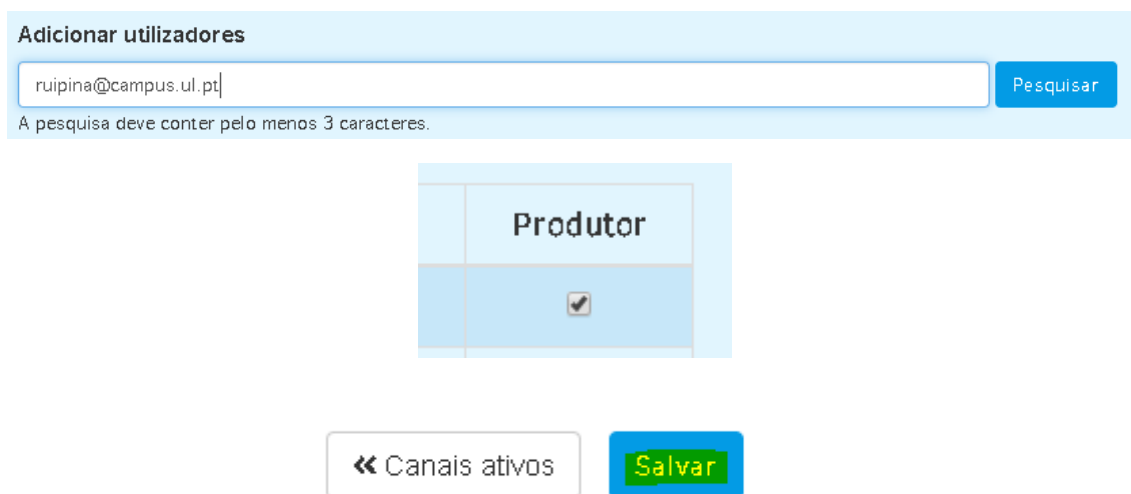 Adicionar utilizadores
ruipina@campus.ul.pt Pesquisar
A pesquisa deve conter pelo menos 3 caracteres.
Produtor
« Canais ativos Salvar